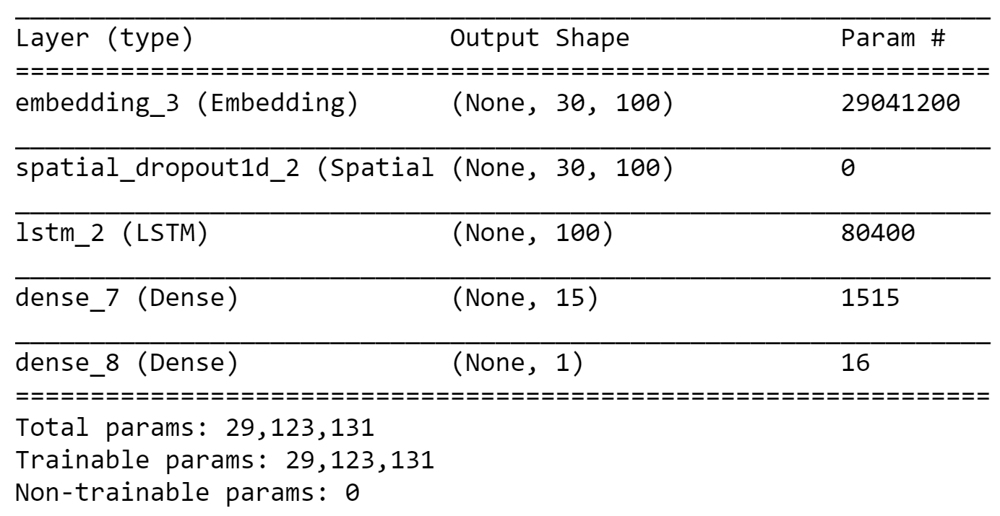 Layer (type)                 Output Shape              Param #
=================================================================
embedding_3 (Embedding)      (None, 30, 100)           29041200
_________________________________________________________________
spatial_dropout1d_2 (Spatial (None, 30, 100)           0
_________________________________________________________________
lstm_2 (LSTM)                (None, 100)               80400
_________________________________________________________________
dense_7 (Dense)              (None, 15)                1515
_________________________________________________________________
dense_8 (Dense)              (None, 1)                 16
=================================================================
Total params: 29,123,131
Trainable params: 29,123,131
Non-trainable params: 0